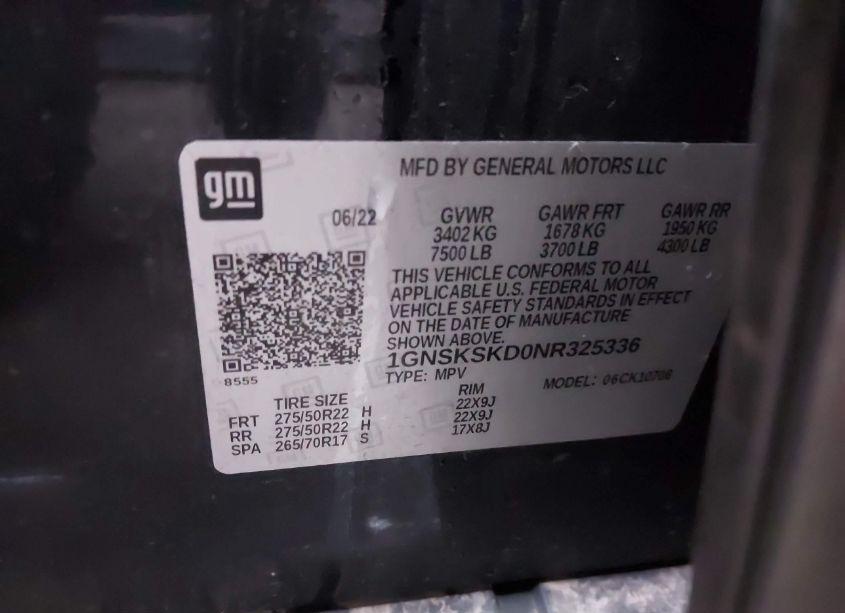 gm
MFD BY GENERAL MOTORS LLC
06/22 GVWR GAWR FRT GAWR RR
3402 KG 1678 KG 1950 KG
7500 LB 3700 LB 4300 LB
THIS VEHICLE CONFORMS TO ALL
APPLICABLE U.S. FEDERAL MOTOR
VEHICLE SAFETY STANDARDS IN EFFECT
ON THE DATE OF MANUFACTURE
SHOWN ABOVE.
1GNSKSKD0NR325336
8555
TYPE: MPV MODEL: 06CK10706
TIRE SIZE RIM
FRT 275/50R22 H 22X9J
RR 275/50R22 H 22X9J
SPA 265/70R17 S 17X8J